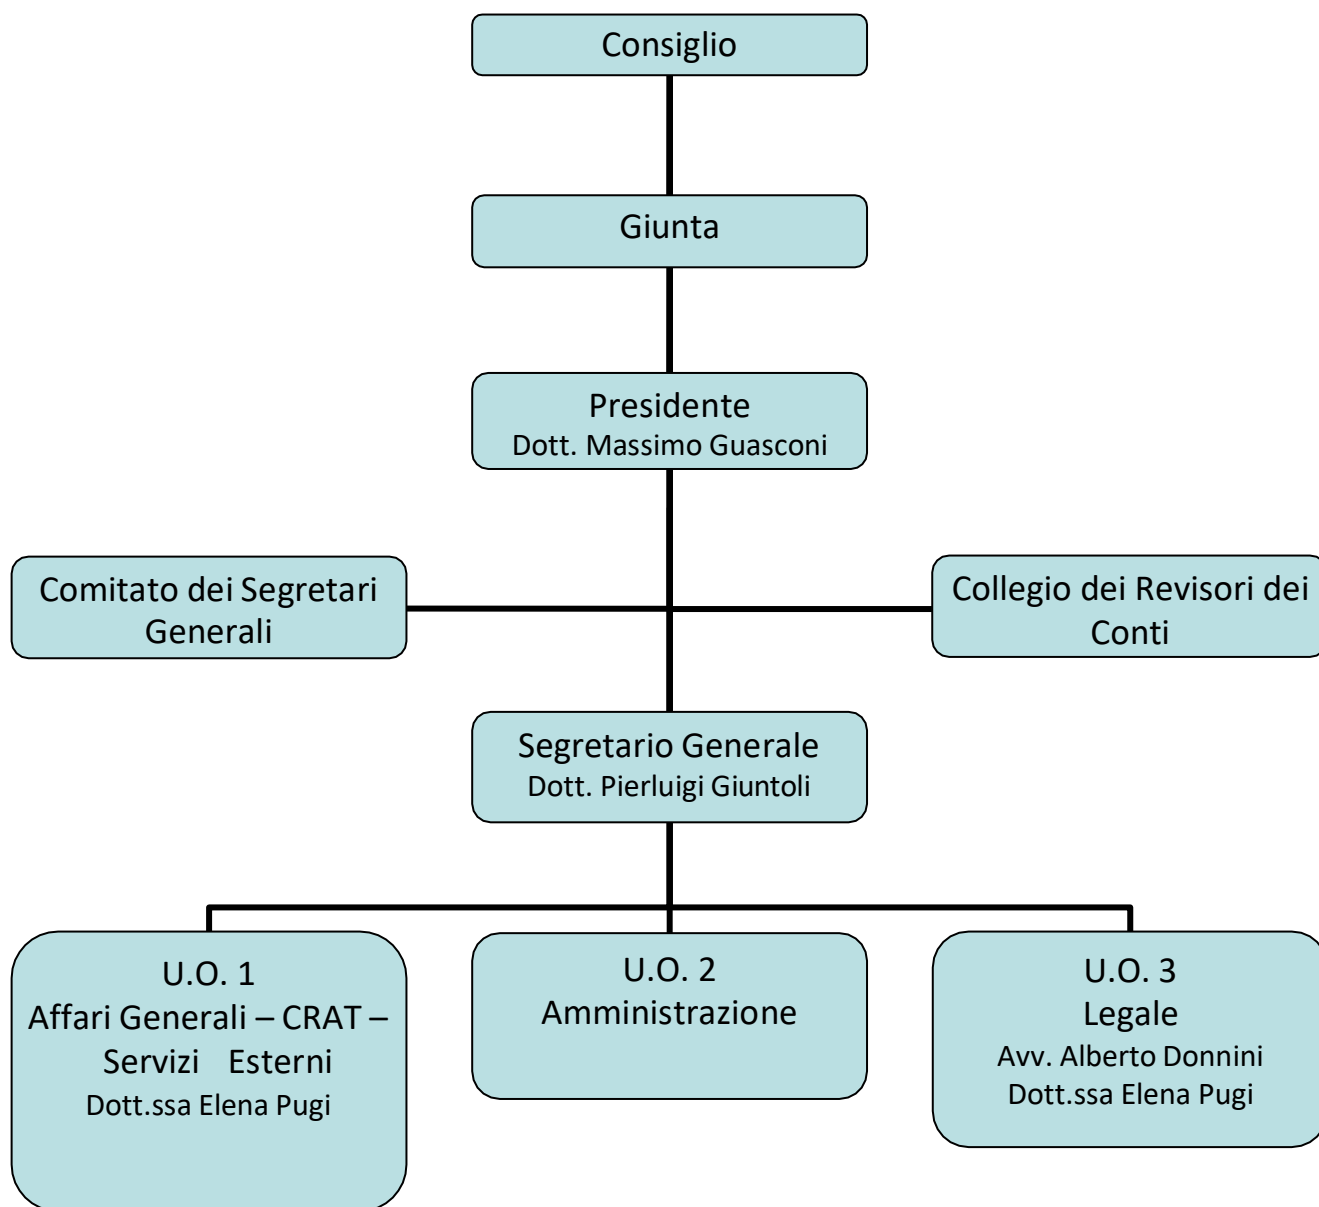 Consiglio
Giunta
Presidente
Dott. Massimo Guasconi
Comitato dei Segretari
Generali
Collegio dei Revisori dei
Conti
Segretario Generale
Dott. Pierluigi Giuntoli
U.O. 1
Affari Generali – CRAT –
Servizi Esterni
Dott.ssa Elena Pugi
U.O. 2
Amministrazione
U.O. 3
Legale
Avv. Alberto Donnini
Dott.ssa Elena Pugi